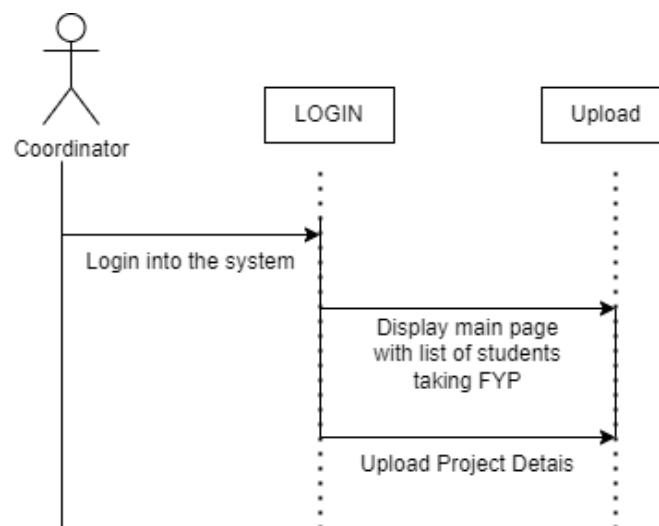 LOGIN
Upload
Coordinator
Login into the system
Display main page
with list of students
taking FYP
Upload Project Detais